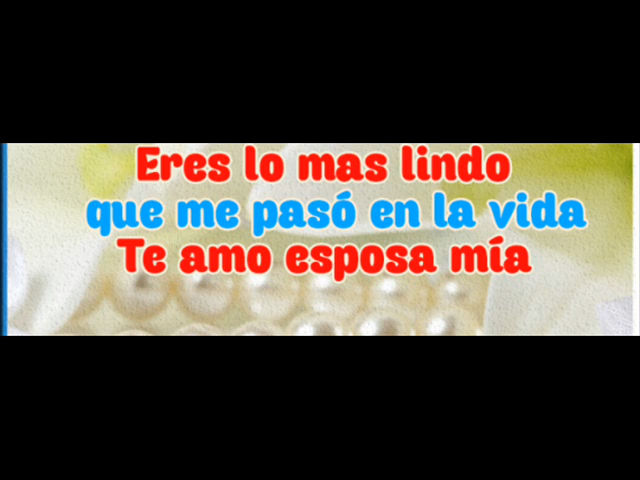 Eres lo mas lindo
que me pasó en la vida
Te amo esposa mía